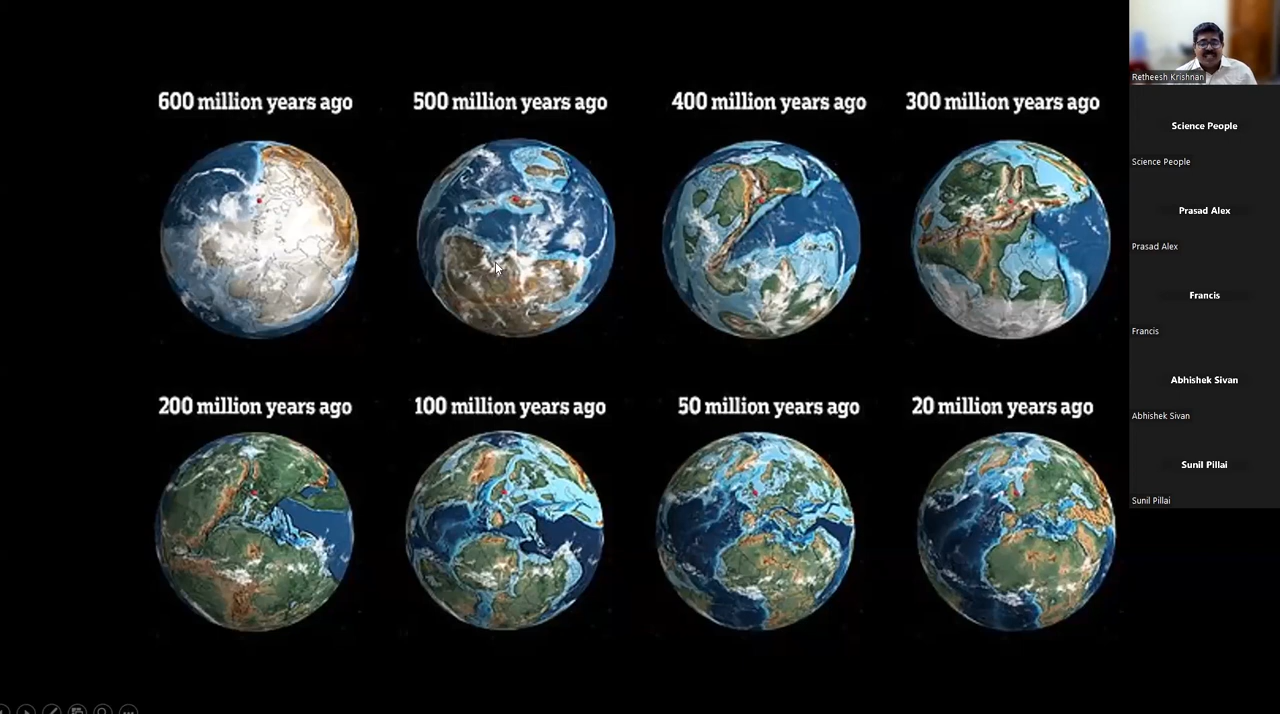 600 million years ago
500 million years ago
400 million years ago
300 million years ago
200 million years ago
100 million years ago
50 million years ago
20 million years ago
Retheesh Krishnan
Science People
Science People
Prasad Alex
Prasad Alex
Francis
Francis
Abhishek Sivan
Abhishek Sivan
Sunil Pillai
Sunil Pillai